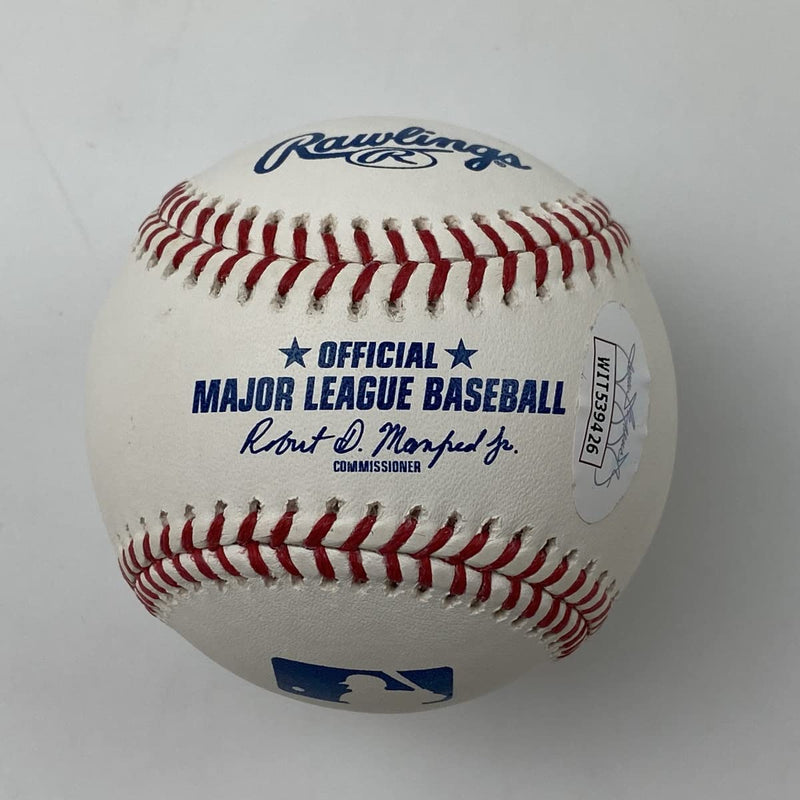 Rawlings
R
OFFICIAL
MAJOR LEAGUE BASEBALL
Robert D. Manfred Jr.
COMMISSIONER
WIT539426